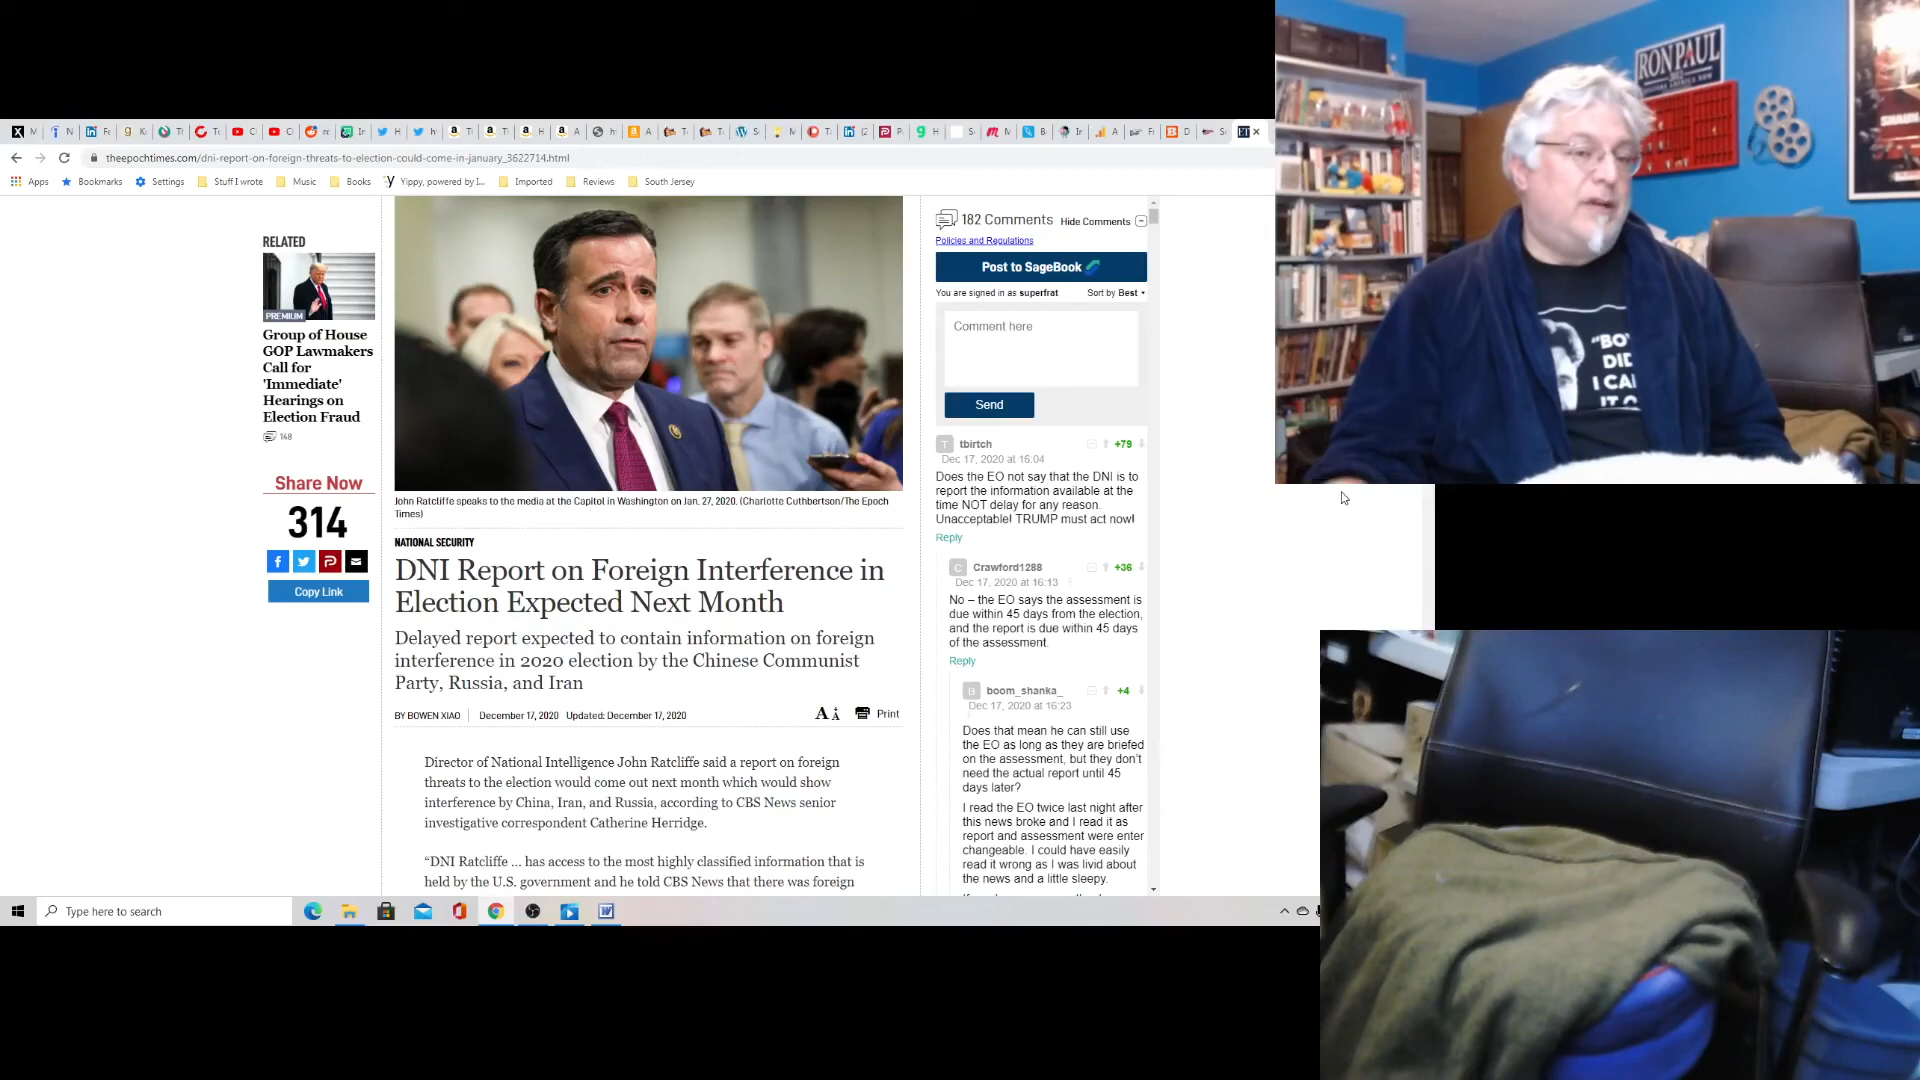 theepochtimes.com/dni-report-on-foreign-threats-to-election-could-come-in-january_3622714.html
Apps
Bookmarks
Settings
Stuff I wrote
Music
Books
Yippy, powered by I...
Imported
Reviews
South Jersey
RELATED
PREMIUM
Group of House
GOP Lawmakers
Call for
'Immediate'
Hearings on
Election Fraud
148
Share Now
314
Copy Link
John Ratcliffe speaks to the media at the Capitol in Washington on Jan. 27, 2020. (Charlotte Cuthbertson/The Epoch
Times)
NATIONAL SECURITY
DNI Report on Foreign Interference in
Election Expected Next Month
Delayed report expected to contain information on foreign
interference in 2020 election by the Chinese Communist
Party, Russia, and Iran
BY BOWEN XIAO December 17, 2020 Updated: December 17, 2020
Print
Director of National Intelligence John Ratcliffe said a report on foreign
threats to the election would come out next month which would show
interference by China, Iran, and Russia, according to CBS News senior
investigative correspondent Catherine Herridge.
“DNI Ratcliffe ... has access to the most highly classified information that is
held by the U.S. government and he told CBS News that there was foreign
182 Comments Hide Comments
Policies and Regulations
Post to SageBook
You are signed in as superfrat Sort by Best
Comment here
Send
T tbirtch +79
Dec 17, 2020 at 16:04
Does the EO not say that the DNI is to
report the information available at the
time NOT delay for any reason.
Unacceptable! TRUMP must act now!
Reply
C Crawford1288 +36
Dec 17, 2020 at 16:13
No – the EO says the assessment is
due within 45 days from the election,
and the report is due within 45 days
of the assessment.
Reply
B boom_shanka_ +4
Dec 17, 2020 at 16:23
Does that mean he can still use
the EO as long as they are briefed
on the assessment, but they don't
need the actual report until 45
days later?
I read the EO twice last night after
this news broke and I read it as
report and assessment were enter
changeable. I could have easily
read it wrong as I was livid about
the news and a little sleepy.
Type here to search
RON PAUL
SHAUN
"BO
DID
I CA
IT